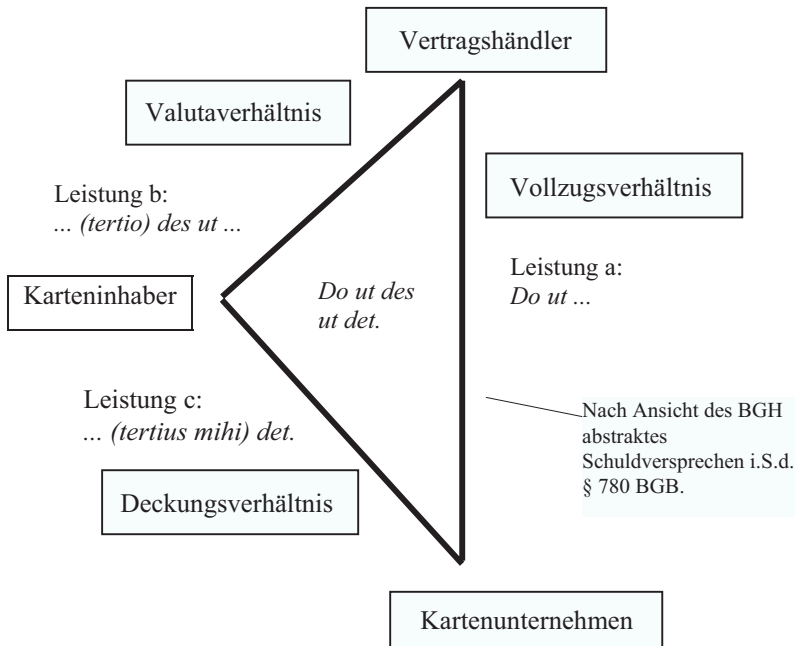 Vertragshändler
Valutaverhältnis
Vollzugsverhältnis
Leistung b:
... (tertio) des ut ...
Leistung a:
Do ut ...
Karteninhaber
Do ut des
ut det.
Leistung c:
... (tertius mihi) det.
Nach Ansicht des BGH
abstraktes
Schuldversprechen i.S.d.
§ 780 BGB.
Deckungsverhältnis
Kartenunternehmen